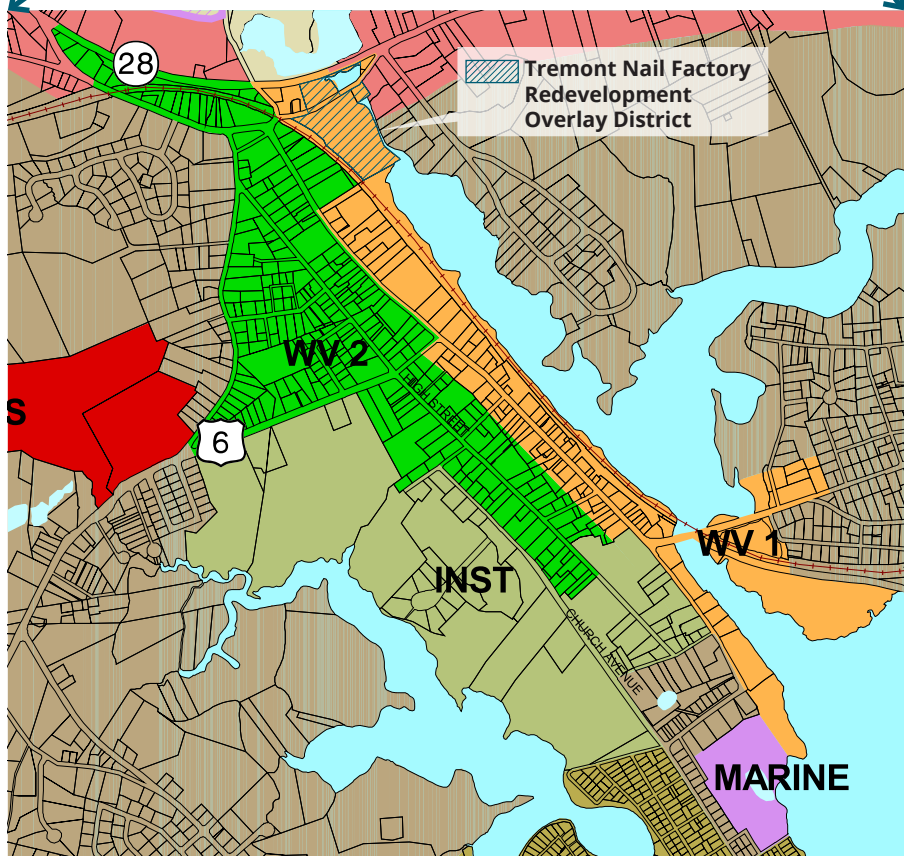 28
Tremont Nail Factory
Redevelopment
Overlay District
WV 2
HIGH STREET
S
6
WV 1
INST
CHURCH AVENUE
MARINE